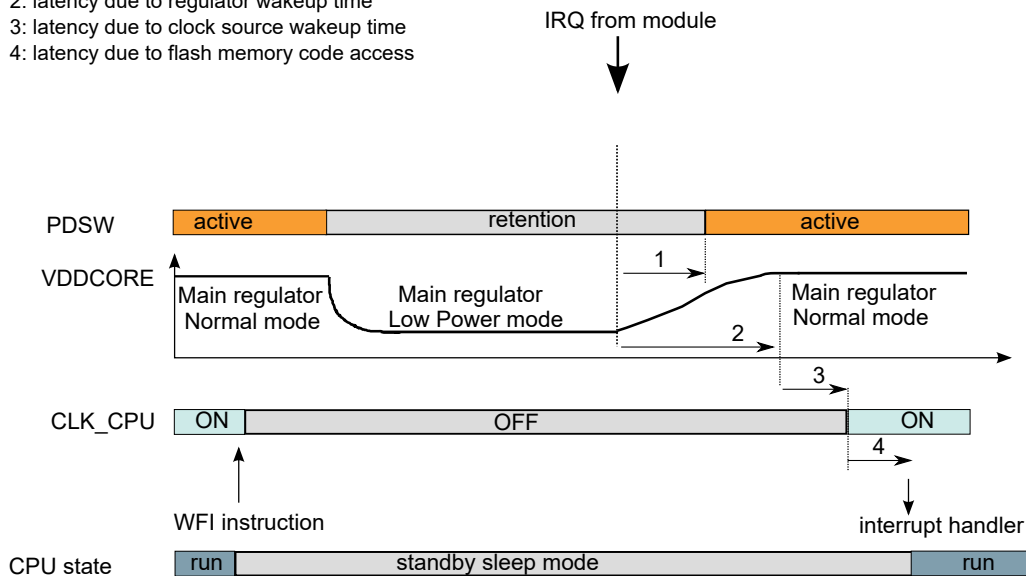 2: latency due to regulator wakeup time
3: latency due to clock source wakeup time
4: latency due to flash memory code access
IRQ from module
PDSW
active
retention
active
1
VDDCORE
Main regulator
Normal mode
Main regulator
Low Power mode
Main regulator
Normal mode
2
3
CLK_CPU
ON
OFF
ON
4
WFI instruction
interrupt handler
CPU state
run
standby sleep mode
run